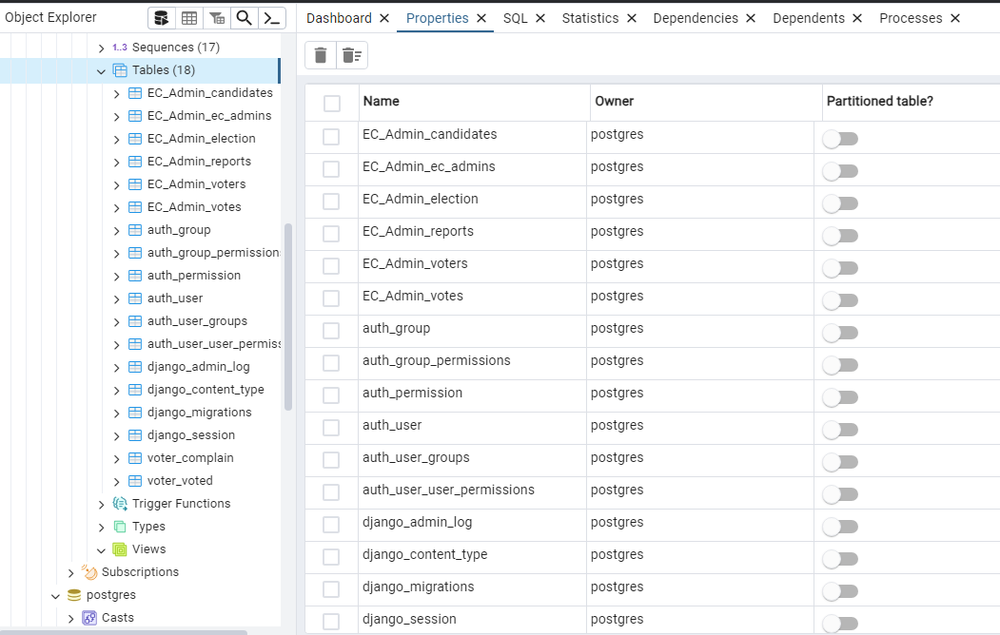 Object Explorer
Dashboard Properties SQL Statistics Dependencies Dependents Processes
1..3 Sequences (17)
Tables (18)
EC_Admin_candidates
EC_Admin_ec_admins
EC_Admin_election
EC_Admin_reports
EC_Admin_voters
EC_Admin_votes
auth_group
auth_group_permission
auth_permission
auth_user
auth_user_groups
auth_user_user_permiss
django_admin_log
django_content_type
django_migrations
django_session
voter_complain
voter_voted
Trigger Functions
Types
Views
Subscriptions
postgres
Casts
Name Owner Partitioned table?
EC_Admin_candidates postgres
EC_Admin_ec_admins postgres
EC_Admin_election postgres
EC_Admin_reports postgres
EC_Admin_voters postgres
EC_Admin_votes postgres
auth_group postgres
auth_group_permissions postgres
auth_permission postgres
auth_user postgres
auth_user_groups postgres
auth_user_user_permissions postgres
django_admin_log postgres
django_content_type postgres
django_migrations postgres
django_session postgres